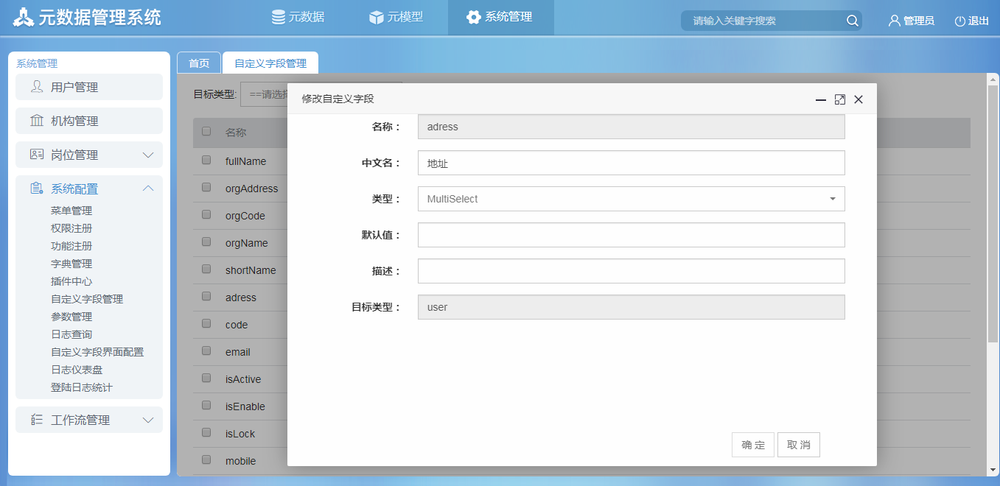 元数据管理系统
元数据
元模型
系统管理
请输入关键字搜索
管理员
退出
系统管理
用户管理
机构管理
岗位管理
系统配置
菜单管理
权限注册
功能注册
字典管理
插件中心
自定义字段管理
参数管理
日志查询
自定义字段界面配置
日志仪表盘
登陆日志统计
工作流管理
首页
自定义字段管理
目标类型:
==请选择
名称
fullName
orgAddress
orgCode
orgName
shortName
adress
code
email
isActive
isEnable
isLock
mobile
修改自定义字段
名称：
adress
中文名：
地址
类型：
MultiSelect
默认值：
描述：
目标类型：
user
确 定
取 消